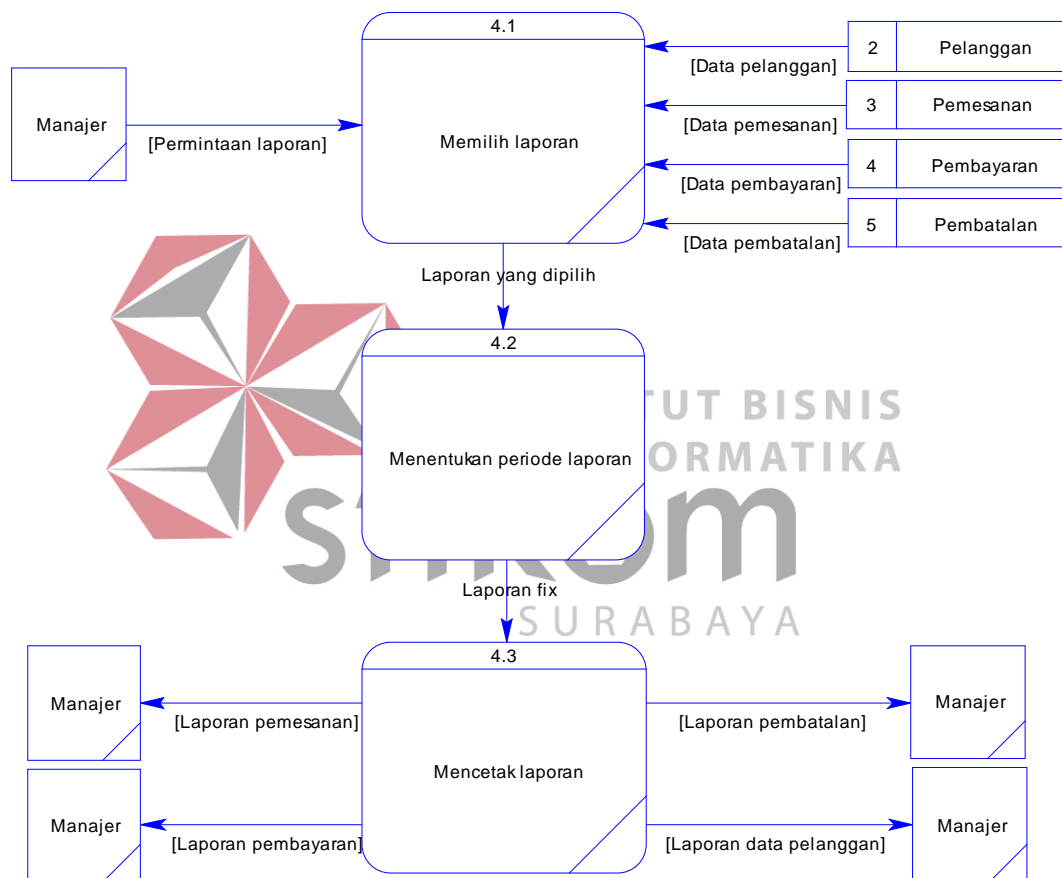 4.1
Memilih laporan
Manajer
[Permintaan laporan]
2 Pelanggan
[Data pelanggan]
3 Pemesanan
[Data pemesanan]
4 Pembayaran
[Data pembayaran]
5 Pembatalan
[Data pembatalan]
Laporan yang dipilih
4.2
Menentukan periode laporan
TUT BISNIS
ORMATIKA
Laporan fix
SURABAYA
4.3
Mencetak laporan
Manajer
[Laporan pemesanan]
Manajer
[Laporan pembatalan]
Manajer
[Laporan pembayaran]
Manajer
[Laporan data pelanggan]